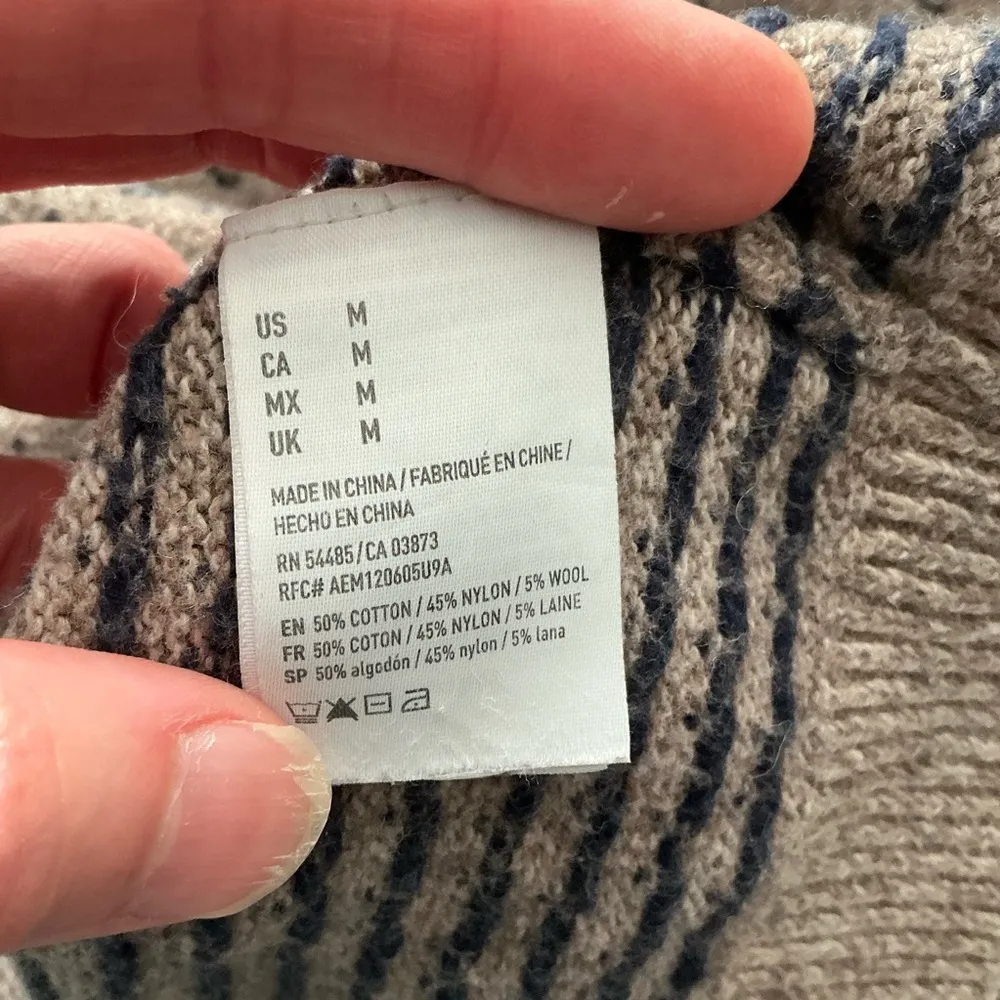 US M
CA M
MX M
UK M
MADE IN CHINA / FABRIQUÉ EN CHINE /
HECHO EN CHINA
RN 54485/CA 03873
RFC# AEM120605U9A
EN 50% COTTON / 45% NYLON / 5% WOOL
FR 50% COTON / 45% NYLON / 5% LAINE
SP 50% algodón / 45% nylon / 5% lana